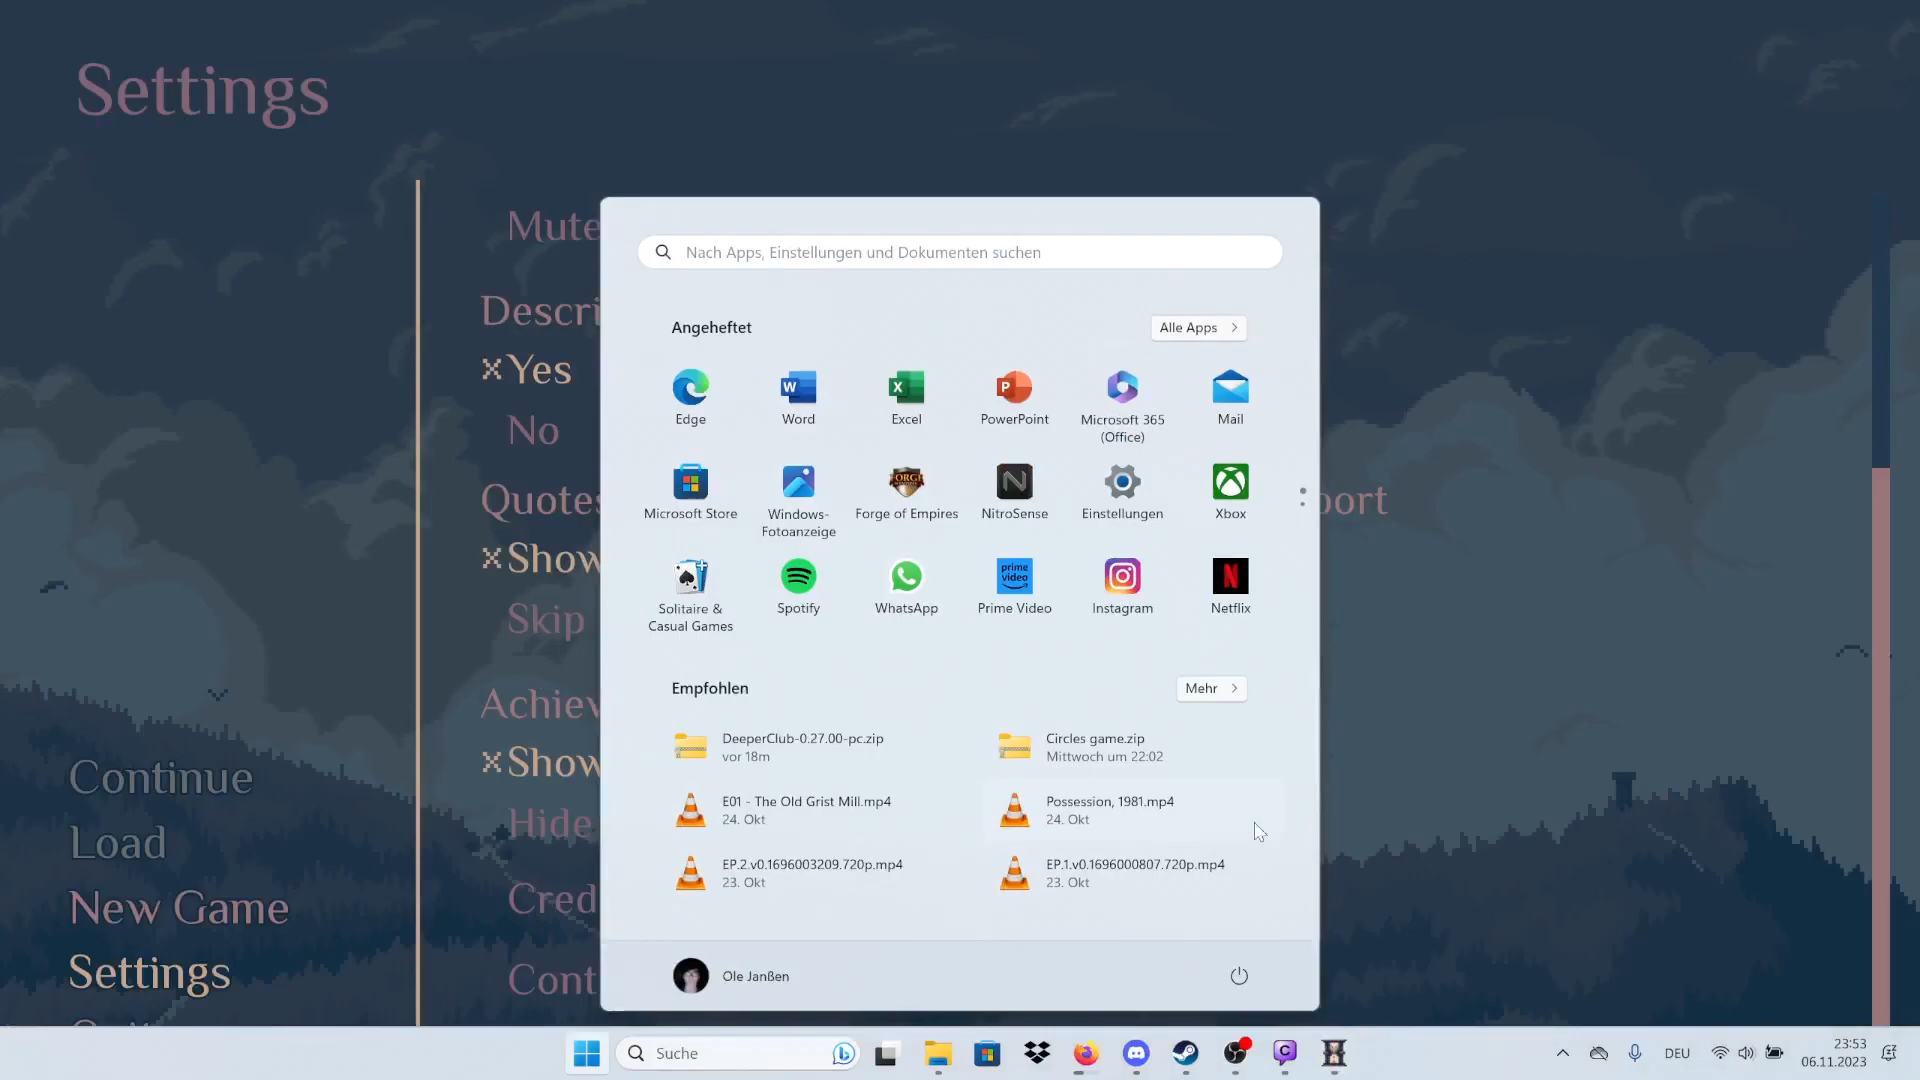 Settings
Mute
Descri
Yes
No
Quotes
port
Show
Skip
Achiev
Show
Hide
Cred
Cont
Continue
Load
New Game
Settings
Nach Apps, Einstellungen und Dokumenten suchen
Angeheftet
Alle Apps
Edge
Word
Excel
PowerPoint
Microsoft 365
(Office)
Mail
Microsoft Store
Windows-
Fotoanzeige
Forge of Empires
NitroSense
Einstellungen
Xbox
Solitaire &
Casual Games
Spotify
WhatsApp
prime
video
Prime Video
Instagram
Netflix
Empfohlen
Mehr
DeeperClub-0.27.00-pc.zip
vor 18m
Circles game.zip
Mittwoch um 22:02
E01 - The Old Grist Mill.mp4
24. Okt
Possession, 1981.mp4
24. Okt
EP.2.v0.1696003209.720p.mp4
23. Okt
EP.1.v0.1696000807.720p.mp4
23. Okt
Ole Janßen
Suche
DEU
23:53
06.11.2023